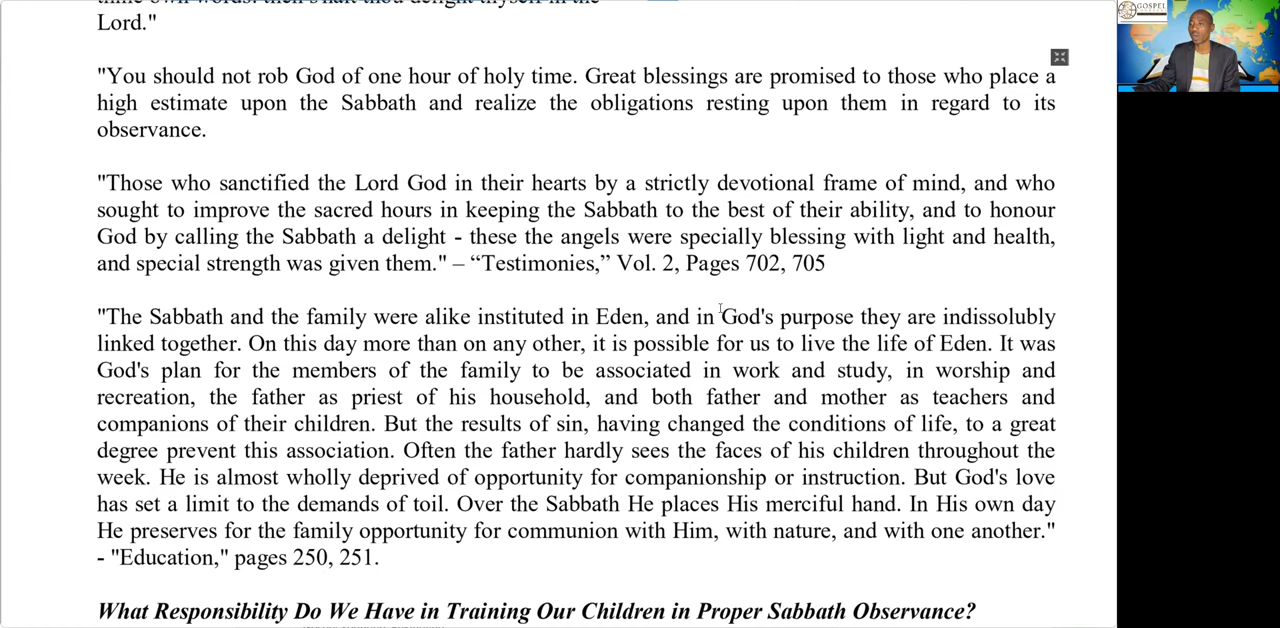 Lord."
"You should not rob God of one hour of holy time. Great blessings are promised to those who place a
high estimate upon the Sabbath and realize the obligations resting upon them in regard to its
observance.
"Those who sanctified the Lord God in their hearts by a strictly devotional frame of mind, and who
sought to improve the sacred hours in keeping the Sabbath to the best of their ability, and to honour
God by calling the Sabbath a delight - these the angels were specially blessing with light and health,
and special strength was given them." – “Testimonies,” Vol. 2, Pages 702, 705
"The Sabbath and the family were alike instituted in Eden, and in God's purpose they are indissolubly
linked together. On this day more than on any other, it is possible for us to live the life of Eden. It was
God's plan for the members of the family to be associated in work and study, in worship and
recreation, the father as priest of his household, and both father and mother as teachers and
companions of their children. But the results of sin, having changed the conditions of life, to a great
degree prevent this association. Often the father hardly sees the faces of his children throughout the
week. He is almost wholly deprived of opportunity for companionship or instruction. But God's love
has set a limit to the demands of toil. Over the Sabbath He places His merciful hand. In His own day
He preserves for the family opportunity for communion with Him, with nature, and with one another."
- "Education," pages 250, 251.
What Responsibility Do We Have in Training Our Children in Proper Sabbath Observance?
GOSPEL